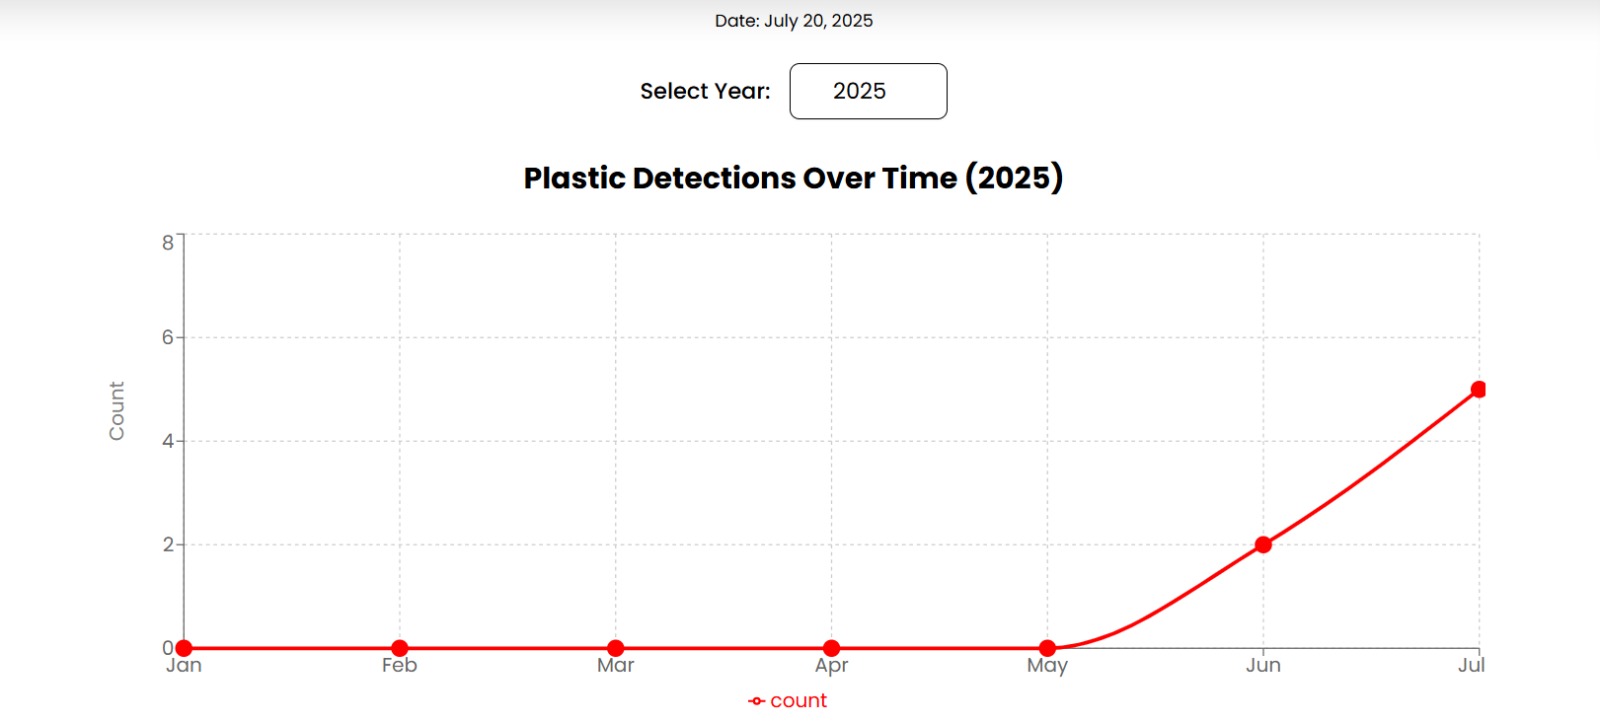 Date: July 20, 2025
Select Year: 2025
Plastic Detections Over Time (2025)
8
6
Count
4
2
0
Jan Feb Mar Apr May Jun Jul
count